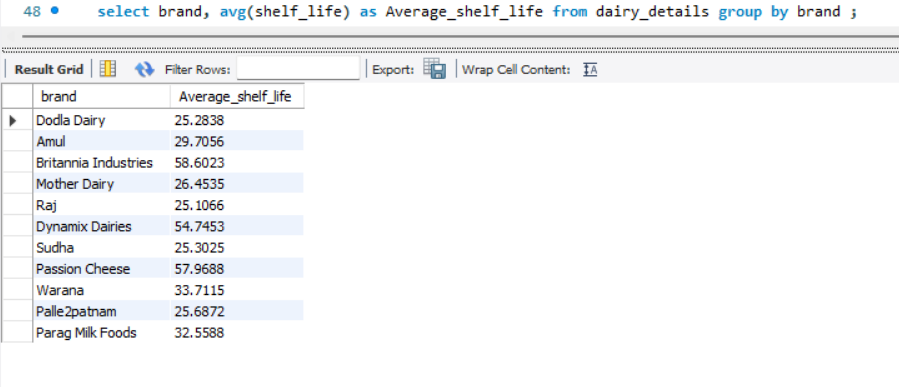 48 select brand, avg(shelf_life) as Average_shelf_life from dairy_details group by brand ;
Result Grid Filter Rows: Export: Wrap Cell Content: IA
brand Average_shelf_life
Dodla Dairy 25.2838
Amul 29.7056
Britannia Industries 58.6023
Mother Dairy 26.4535
Raj 25.1066
Dynamix Dairies 54.7453
Sudha 25.3025
Passion Cheese 57.9688
Warana 33.7115
Palle2patnam 25.6872
Parag Milk Foods 32.5588